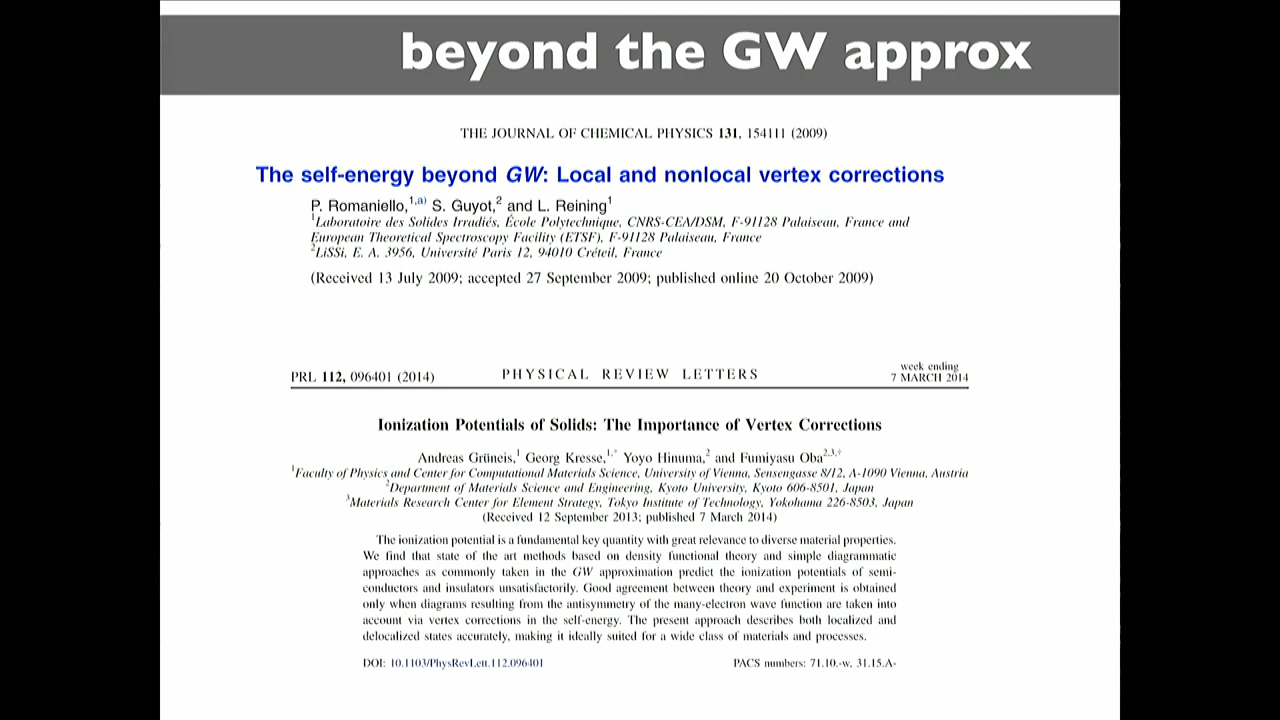 beyond the GW approx
THE JOURNAL OF CHEMICAL PHYSICS 131, 154111 (2009)
The self-energy beyond GW: Local and nonlocal vertex corrections
P. Romaniello,1,a) S. Guyot,2 and L. Reining1
1Laboratoire des Solides Irradiés, École Polytechnique, CNRS-CEA/DSM, F-91128 Palaiseau, France and
European Theoretical Spectroscopy Facility (ETSF), F-91128 Palaiseau, France
2LiSSi, E. A. 3956, Université Paris 12, 94010 Créteil, France
(Received 13 July 2009; accepted 27 September 2009; published online 20 October 2009)
PRL 112, 096401 (2014)
PHYSICAL REVIEW LETTERS
week ending
7 MARCH 2014
Ionization Potentials of Solids: The Importance of Vertex Corrections
Andreas Grüneis,1 Georg Kresse,1,* Yoyo Hinuma,2 and Fumiyasu Oba2,3,†
1Faculty of Physics and Center for Computational Materials Science, University of Vienna, Sensengasse 8/12, A-1090 Vienna, Austria
2Department of Materials Science and Engineering, Kyoto University, Kyoto 606-8501, Japan
3Materials Research Center for Element Strategy, Tokyo Institute of Technology, Yokohama 226-8503, Japan
(Received 12 September 2013; published 7 March 2014)
The ionization potential is a fundamental key quantity with great relevance to diverse material properties.
We find that state of the art methods based on density functional theory and simple diagrammatic
approaches as commonly taken in the GW approximation predict the ionization potentials of semi-
conductors and insulators unsatisfactorily. Good agreement between theory and experiment is obtained
only when diagrams resulting from the antisymmetry of the many-electron wave function are taken into
account via vertex corrections in the self-energy. The present approach describes both localized and
delocalized states accurately, making it ideally suited for a wide class of materials and processes.
DOI: 10.1103/PhysRevLett.112.096401
PACS numbers: 71.10.-w, 31.15.A-